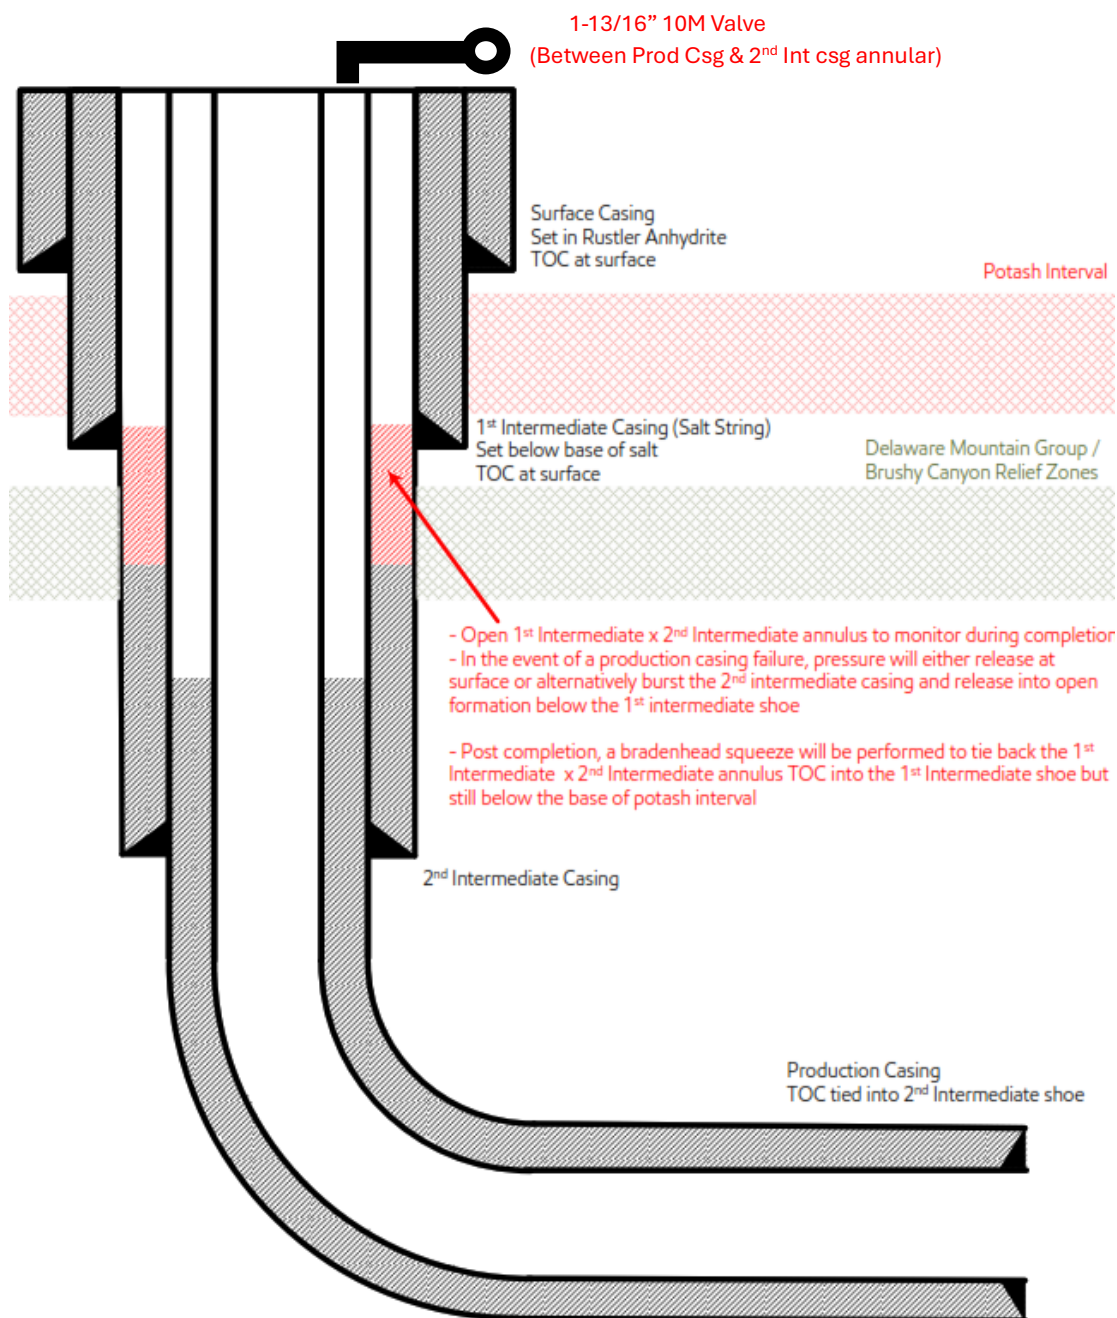 1-13/16” 10M Valve
(Between Prod Csg & 2nd Int csg annular)
Surface Casing
Set in Rustler Anhydrite
TOC at surface
Potash Interval
1st Intermediate Casing (Salt String)
Set below base of salt
TOC at surface
Delaware Mountain Group /
Brushy Canyon Relief Zones
- Open 1st Intermediate x 2nd Intermediate annulus to monitor during completion
- In the event of a production casing failure, pressure will either release at
surface or alternatively burst the 2nd intermediate casing and release into open
formation below the 1st intermediate shoe
- Post completion, a bradenhead squeeze will be performed to tie back the 1st
Intermediate x 2nd Intermediate annulus TOC into the 1st Intermediate shoe but
still below the base of potash interval
2nd Intermediate Casing
Production Casing
TOC tied into 2nd Intermediate shoe